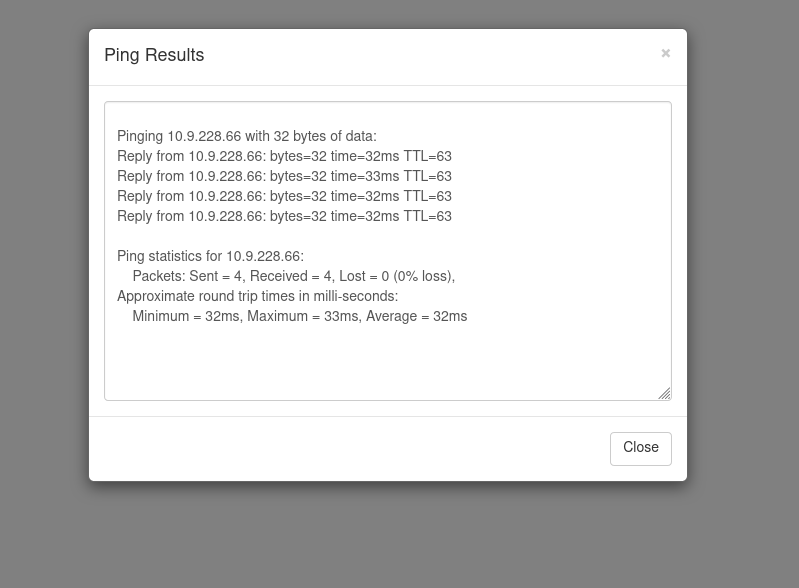 Ping Results
×
Pinging 10.9.228.66 with 32 bytes of data:
Reply from 10.9.228.66: bytes=32 time=32ms TTL=63
Reply from 10.9.228.66: bytes=32 time=33ms TTL=63
Reply from 10.9.228.66: bytes=32 time=32ms TTL=63
Reply from 10.9.228.66: bytes=32 time=32ms TTL=63
Ping statistics for 10.9.228.66:
Packets: Sent = 4, Received = 4, Lost = 0 (0% loss),
Approximate round trip times in milli-seconds:
Minimum = 32ms, Maximum = 33ms, Average = 32ms
Close